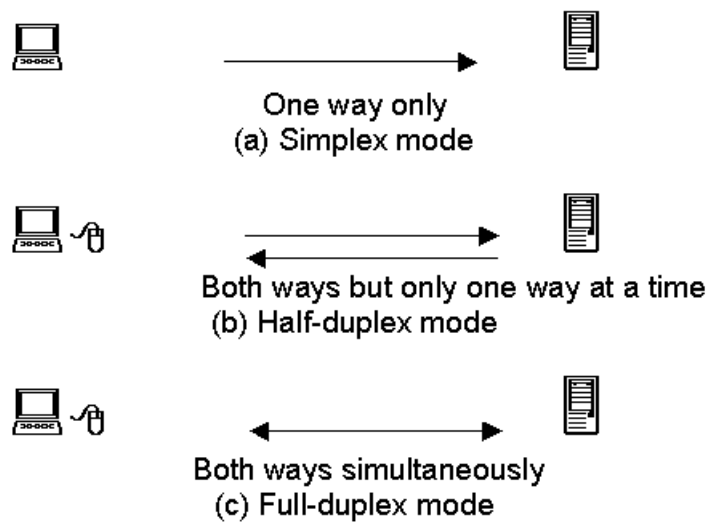 One way only
(a) Simplex mode
Both ways but only one way at a time
(b) Half-duplex mode
Both ways simultaneously
(c) Full-duplex mode